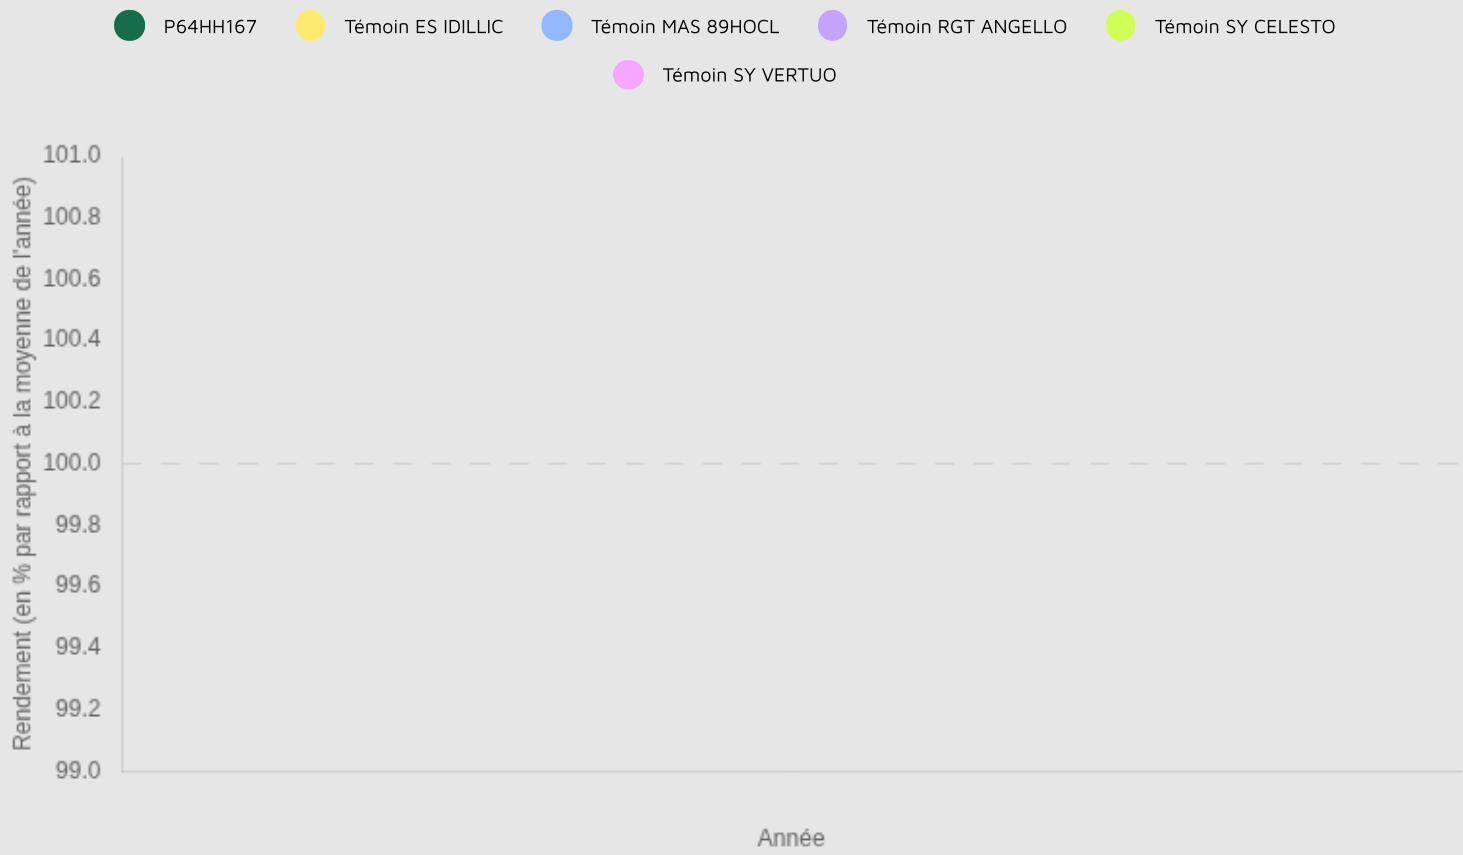 P64HH167 Témoin ES IDILLIC Témoin MAS 89HOCL Témoin RGT ANGELLO Témoin SY CELESTO
Témoin SY VERTUO
Rendement (en % par rapport à la moyenne de l'année)
101.0
100.8
100.6
100.4
100.2
100.0
99.8
99.6
99.4
99.2
99.0
Année